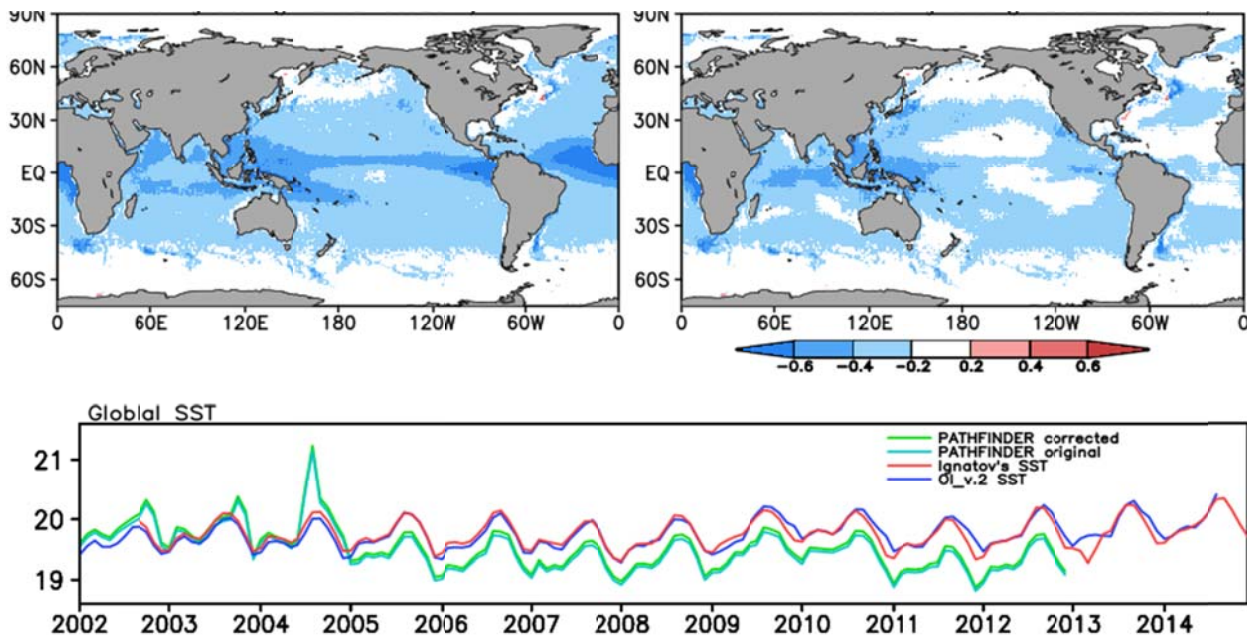 90N 90N
60N 60N
30N 30N
EQ EQ
30S 30S
60S 60S
0 60E 120E 180 120W 60W 0 0 60E 120E 180 120W 60W 0
-0.6 -0.4 -0.2 0.2 0.4 0.6
Globlal SST
PATHFINDER corrected
PATHFINDER original
Ignatov's SST
OI_v.2 SST
21
20
19
2002 2003 2004 2005 2006 2007 2008 2009 2010 2011 2012 2013 2014